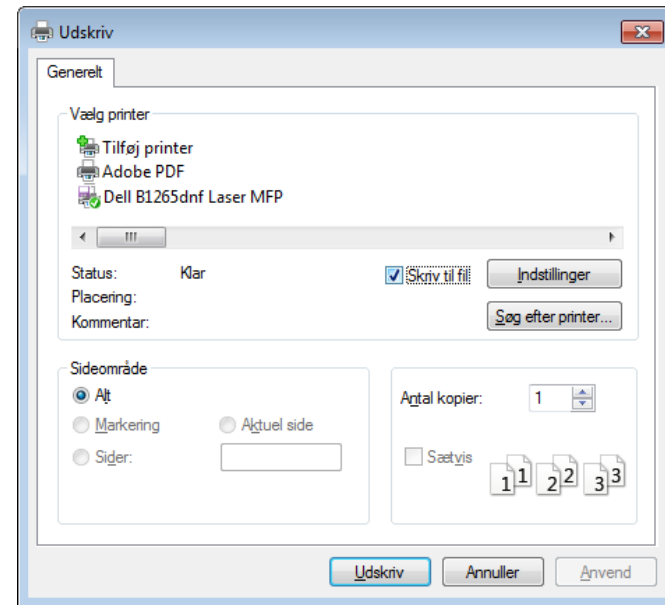 Udskriv
Generelt
Vælg printer
Tilføj printer
Adobe PDF
Dell B1265dnf Laser MFP
Status: Klar
Skriv til fil
Indstillinger
Placering:
Kommentar:
Søg efter printer...
Sideområde
Alt
Markering
Aktuel side
Sider:
Antal kopier: 1
Sætvis
1 1 2 2 3 3
Udskriv
Annuller
Anvend